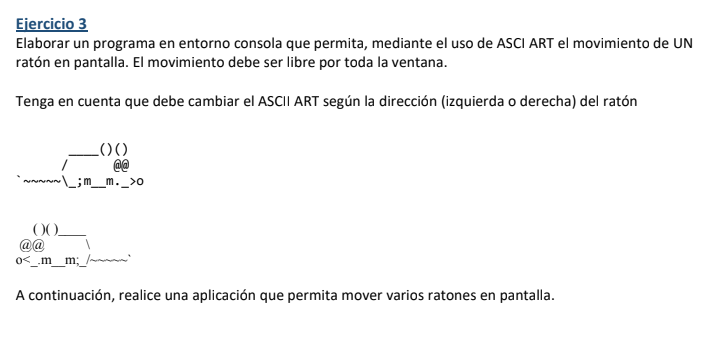 Ejercicio 3
Elaborar un programa en entorno consola que permita, mediante el uso de ASCI ART el movimiento de UN
ratón en pantalla. El movimiento debe ser libre por toda la ventana.
Tenga en cuenta que debe cambiar el ASCII ART según la dirección (izquierda o derecha) del ratón
____()()
/      @@
`~~~~~\_;m__m._>o
()()____
@@      \
o<_.m__m;_/~~~~~`
A continuación, realice una aplicación que permita mover varios ratones en pantalla.